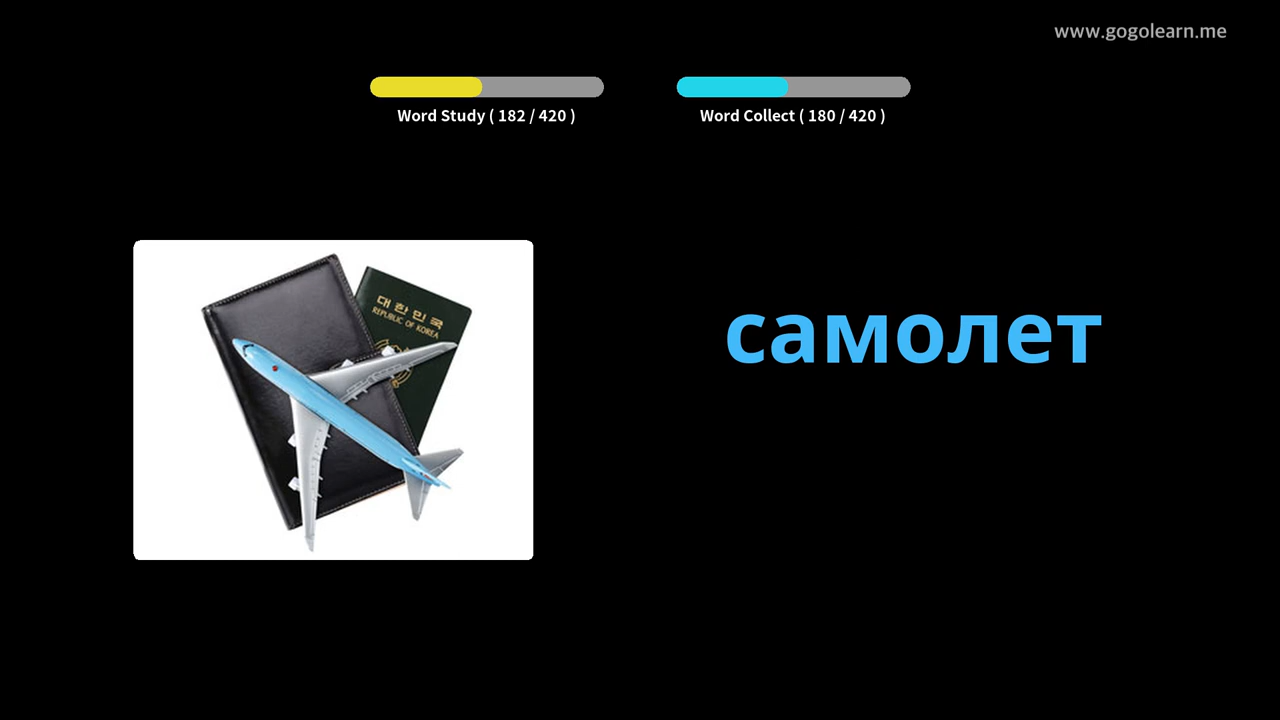 www.gogolearn.me
Word Study ( 182 / 420 )
Word Collect ( 180 / 420 )
대한민국
REPUBLIC OF KOREA
самолет